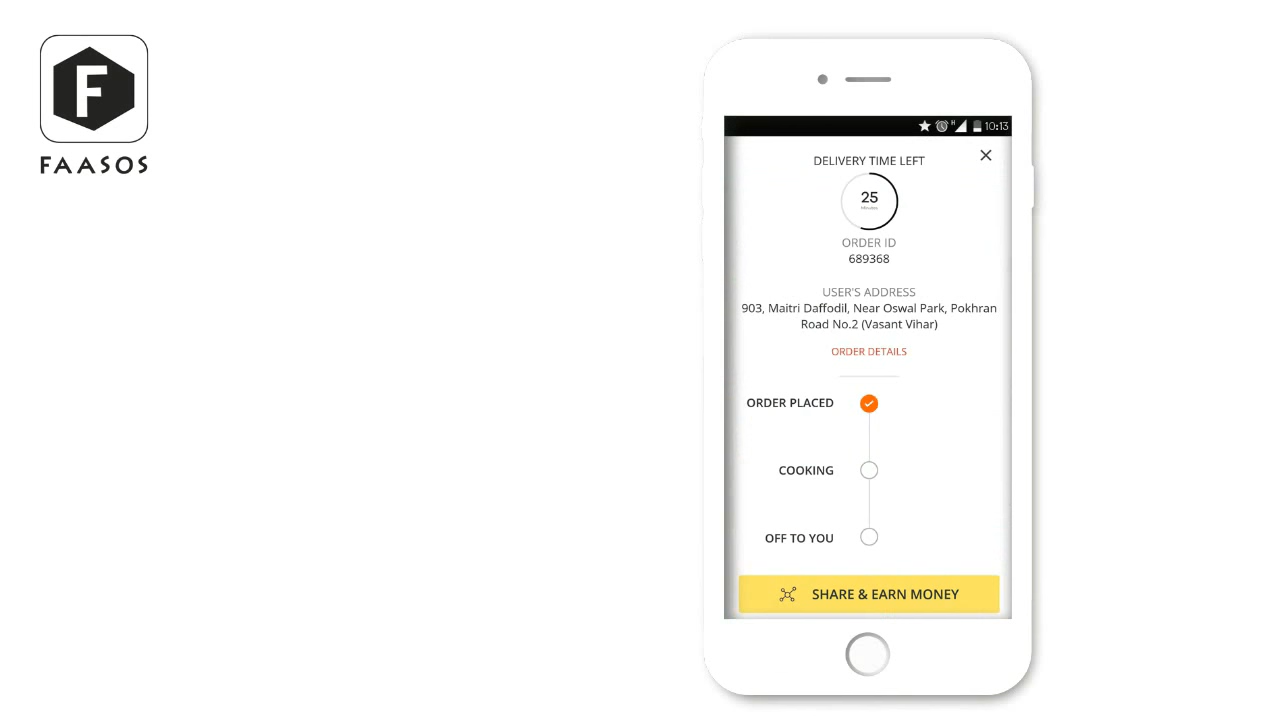 F
FAASOS
10:13
DELIVERY TIME LEFT
25
Minutes
ORDER ID
689368
USER'S ADDRESS
903, Maitri Daffodil, Near Oswal Park, Pokhran
Road No.2 (Vasant Vihar)
ORDER DETAILS
ORDER PLACED
COOKING
OFF TO YOU
SHARE & EARN MONEY